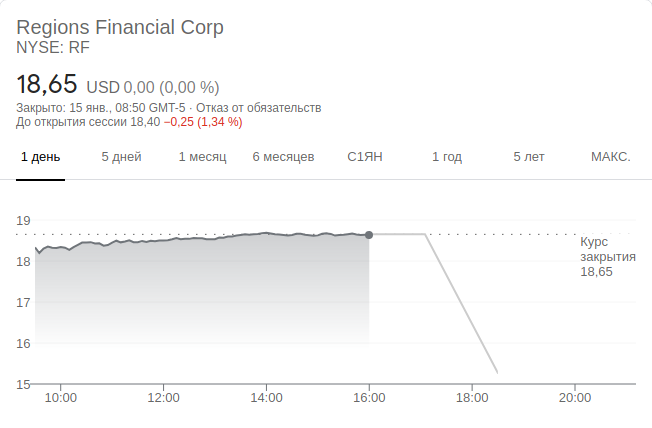 Regions Financial Corp
NYSE: RF
18,65 USD 0,00 (0,00 %)
Закрыто: 15 янв., 08:50 GMT-5 · Отказ от обязательств
До открытия сессии 18,40 −0,25 (1,34 %)
1 день 5 дней 1 месяц 6 месяцев С1ЯН 1 год 5 лет МАКС.
19
Курс
закрытия
18,65
18
17
16
15
10:00 12:00 14:00 16:00 18:00 20:00